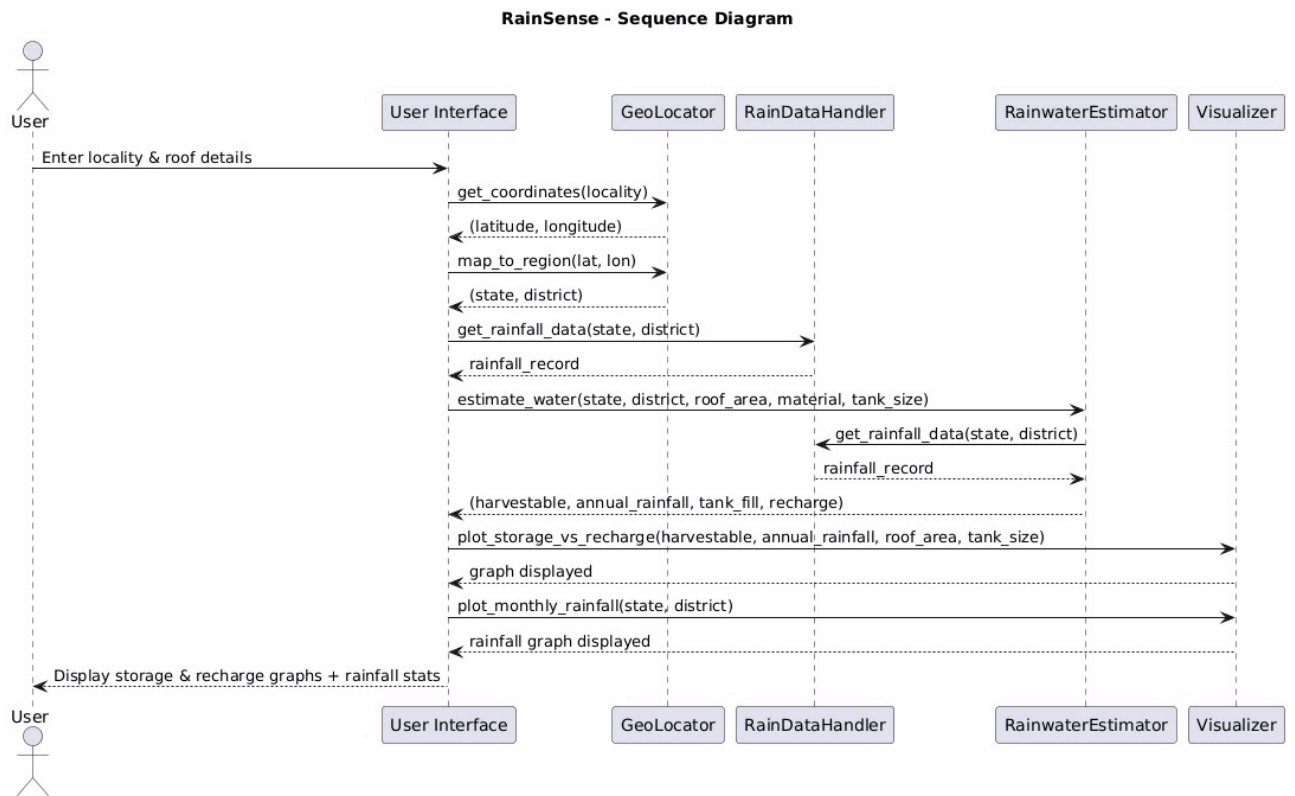 RainSense - Sequence Diagram
User
User Interface
GeoLocator
RainDataHandler
RainwaterEstimator
Visualizer
Enter locality & roof details
get_coordinates(locality)
(latitude, longitude)
map_to_region(lat, lon)
(state, district)
get_rainfall_data(state, district)
rainfall_record
estimate_water(state, district, roof_area, material, tank_size)
get_rainfall_data(state, district)
rainfall_record
(harvestable, annual_rainfall, tank_fill, recharge)
plot_storage_vs_recharge(harvestable, annual_rainfall, roof_area, tank_size)
graph displayed
plot_monthly_rainfall(state, district)
rainfall graph displayed
Display storage & recharge graphs + rainfall stats
User
User Interface
GeoLocator
RainDataHandler
RainwaterEstimator
Visualizer